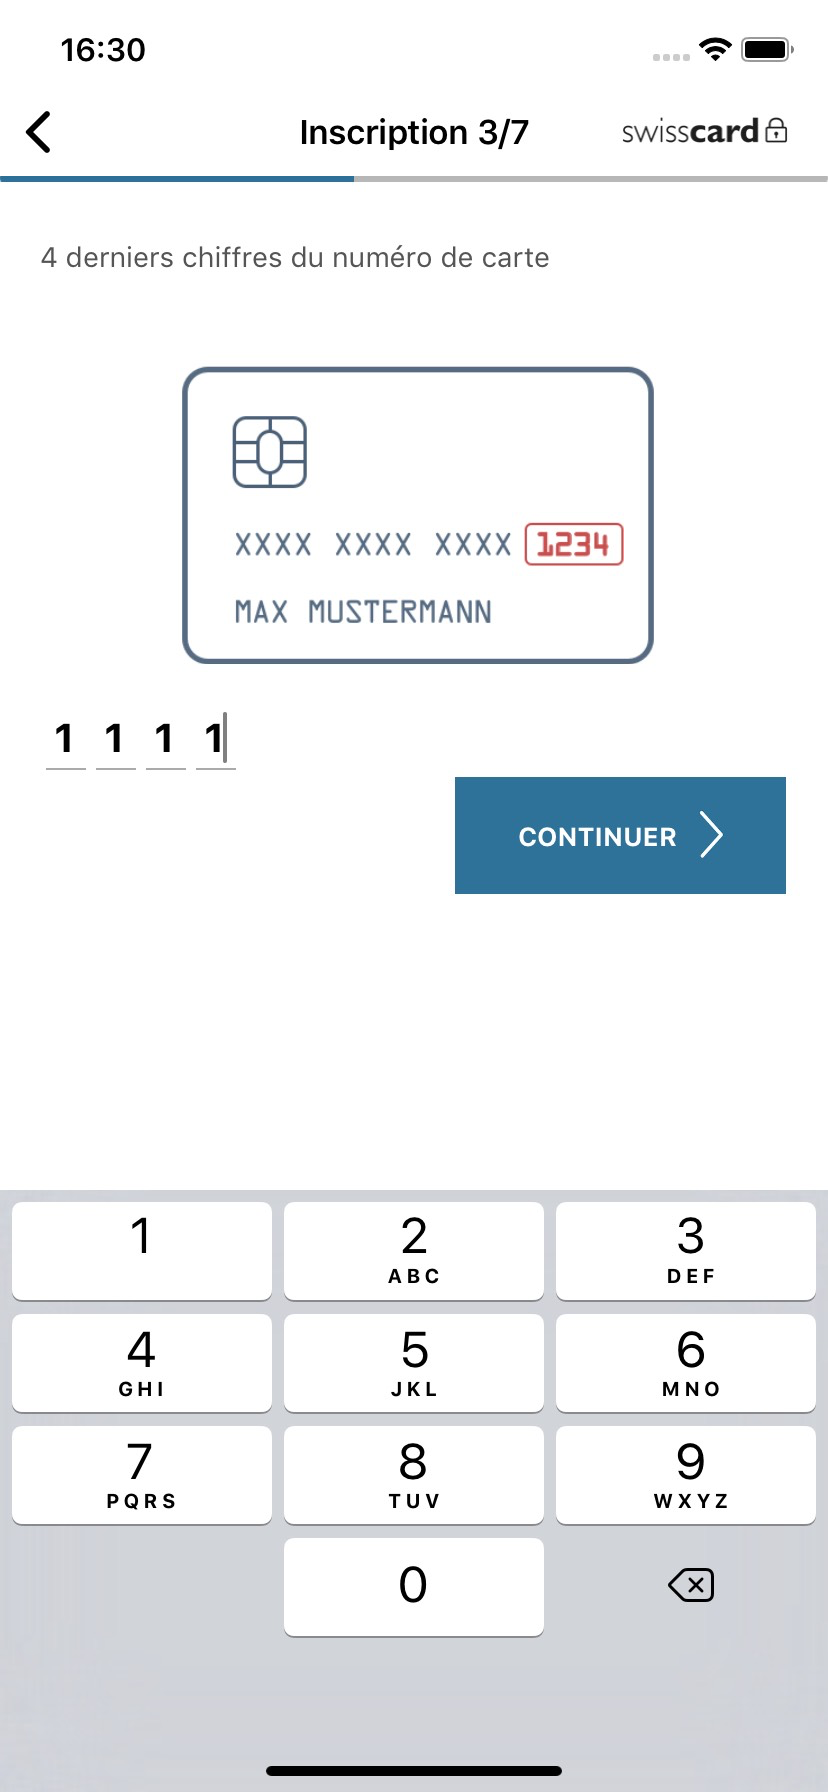 16:30
Inscription 3/7
swisscard
4 derniers chiffres du numéro de carte
XXXX XXXX XXXX 1234
MAX MUSTERMANN
1 1 1 1
CONTINUER
1 2 3
ABC DEF
4 5 6
GHI JKL MNO
7 8 9
PQRS TUV WXYZ
0